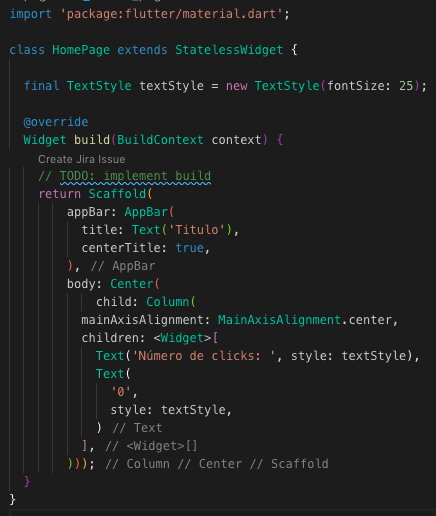 import 'package:flutter/material.dart';
class HomePage extends StatelessWidget {
final TextStyle textStyle = new TextStyle(fontSize: 25);
@override
Widget build(BuildContext context) {
Create Jira Issue
// TODO: implement build
return Scaffold(
appBar: AppBar(
title: Text('Titulo'),
centerTitle: true,
), // AppBar
body: Center(
child: Column(
mainAxisAlignment: MainAxisAlignment.center,
children: <Widget>[
Text('Número de clicks: ', style: textStyle),
Text(
'0',
style: textStyle,
) // Text
], // <Widget>[]
))); // Column // Center // Scaffold
}
}